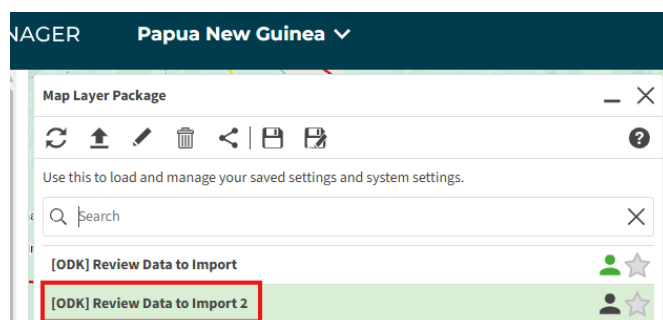 NAGER Papua New Guinea
Map Layer Package
Use this to load and manage your saved settings and system settings.
Search
[ODK] Review Data to Import
[ODK] Review Data to Import 2